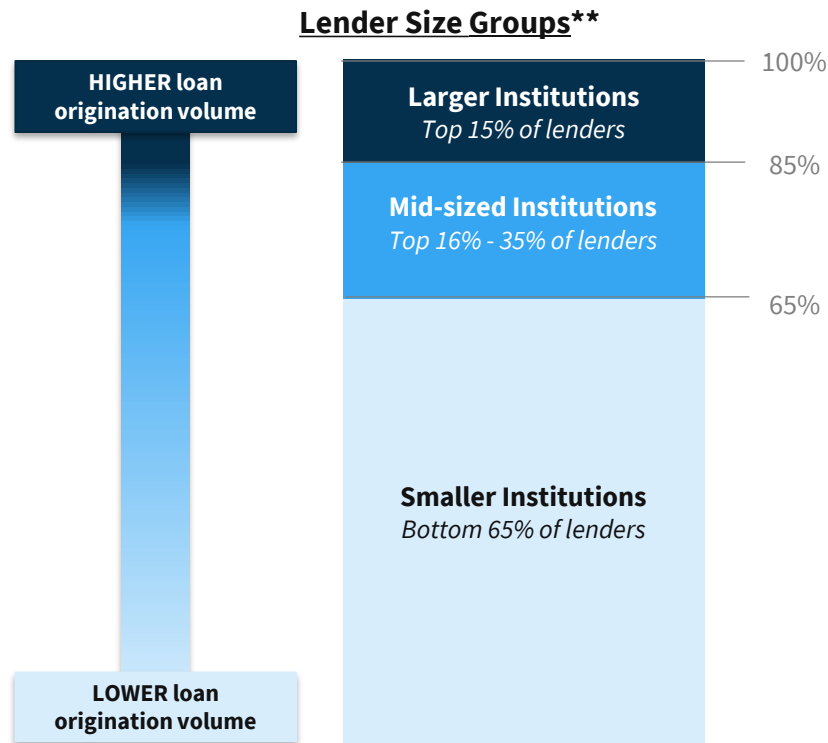 Lender Size Groups**
HIGHER loan
origination volume
LOWER loan
origination volume
Larger Institutions
Top 15% of lenders
Mid-sized Institutions
Top 16% - 35% of lenders
Smaller Institutions
Bottom 65% of lenders
100%
85%
65%